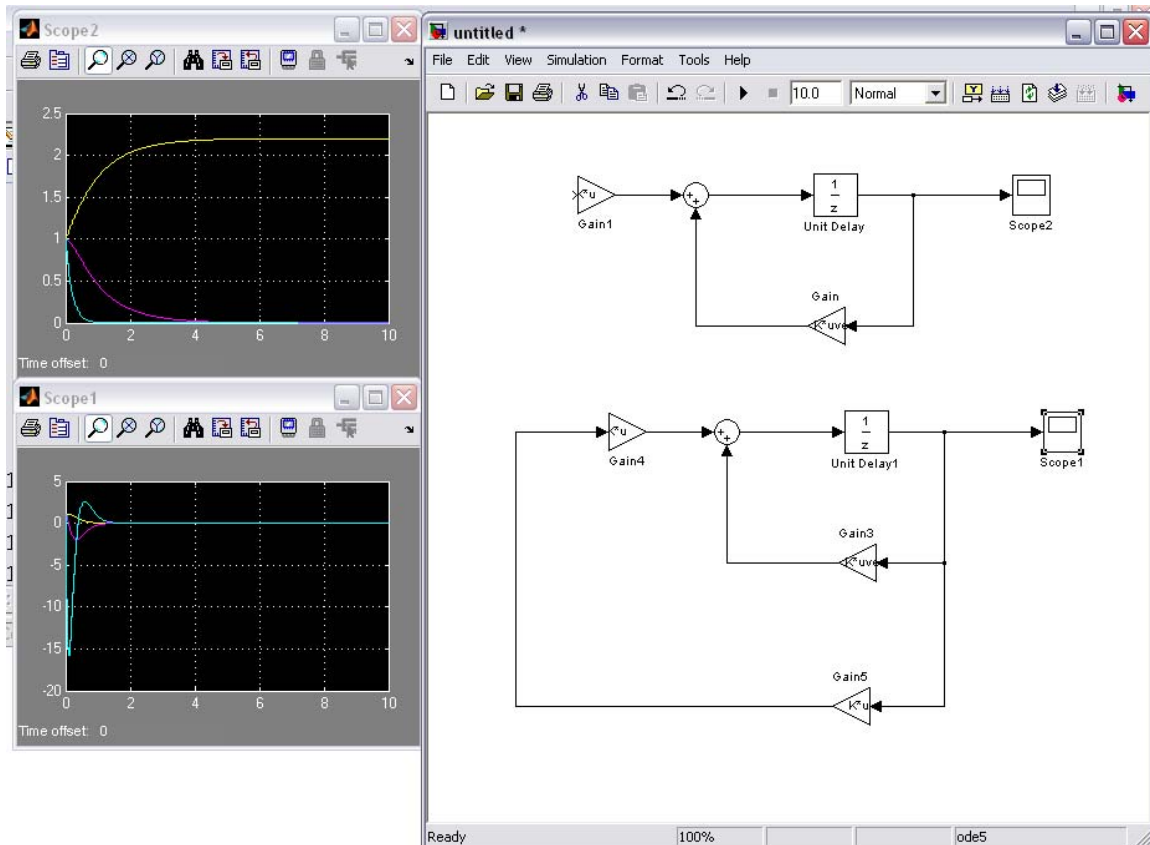 Scope2
2.5
2
1.5
1
0.5
0
0 2 4 6 8 10
Time offset: 0
Scope1
5
0
-5
-10
-15
-20
0 2 4 6 8 10
Time offset: 0
untitled *
File Edit View Simulation Format Tools Help
10.0 Normal
Gain1
1
z
Unit Delay
Scope2
Gain
K*uve
Gain4
1
z
Unit Delay1
Scope1
Gain3
K*uve
Gain5
K*u
Ready 100% ode5